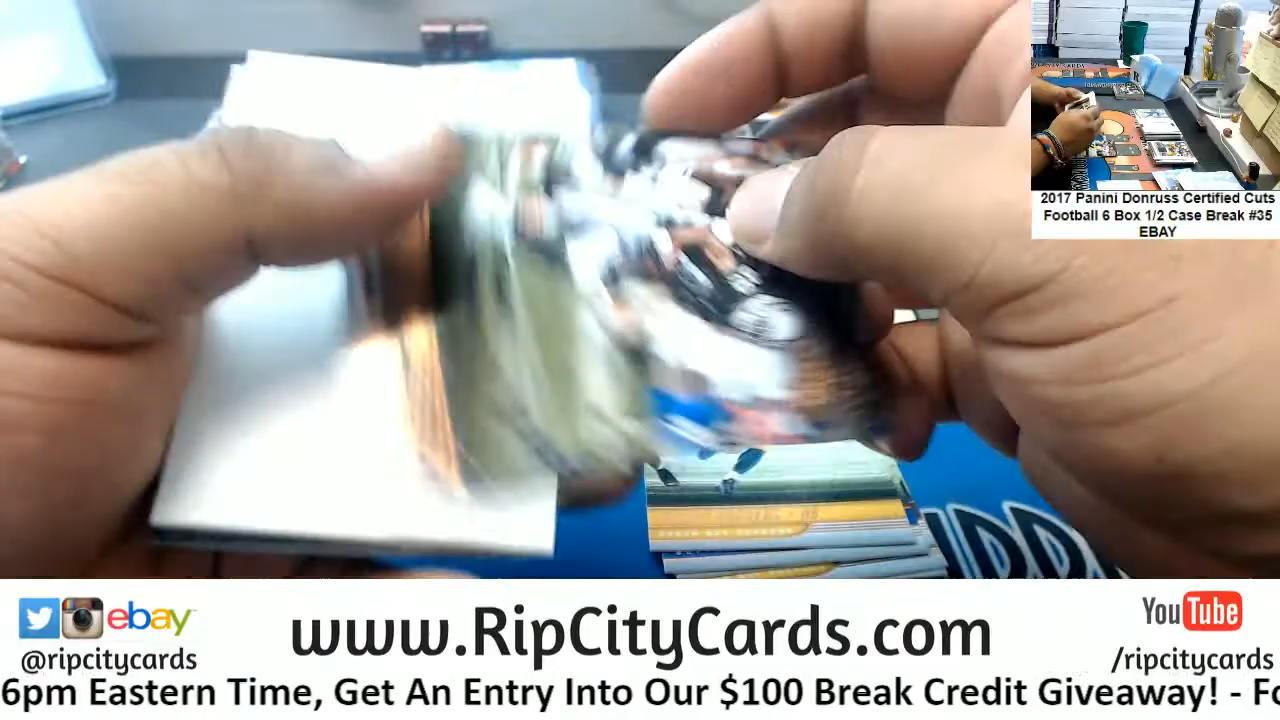 2017 Panini Donruss Certified Cuts
Football 6 Box 1/2 Case Break #35
EBAY
ebay
@ripcitycards
www.RipCityCards.com
YouTube
/ripcitycards
6pm Eastern Time, Get An Entry Into Our $100 Break Credit Giveaway! - Fo